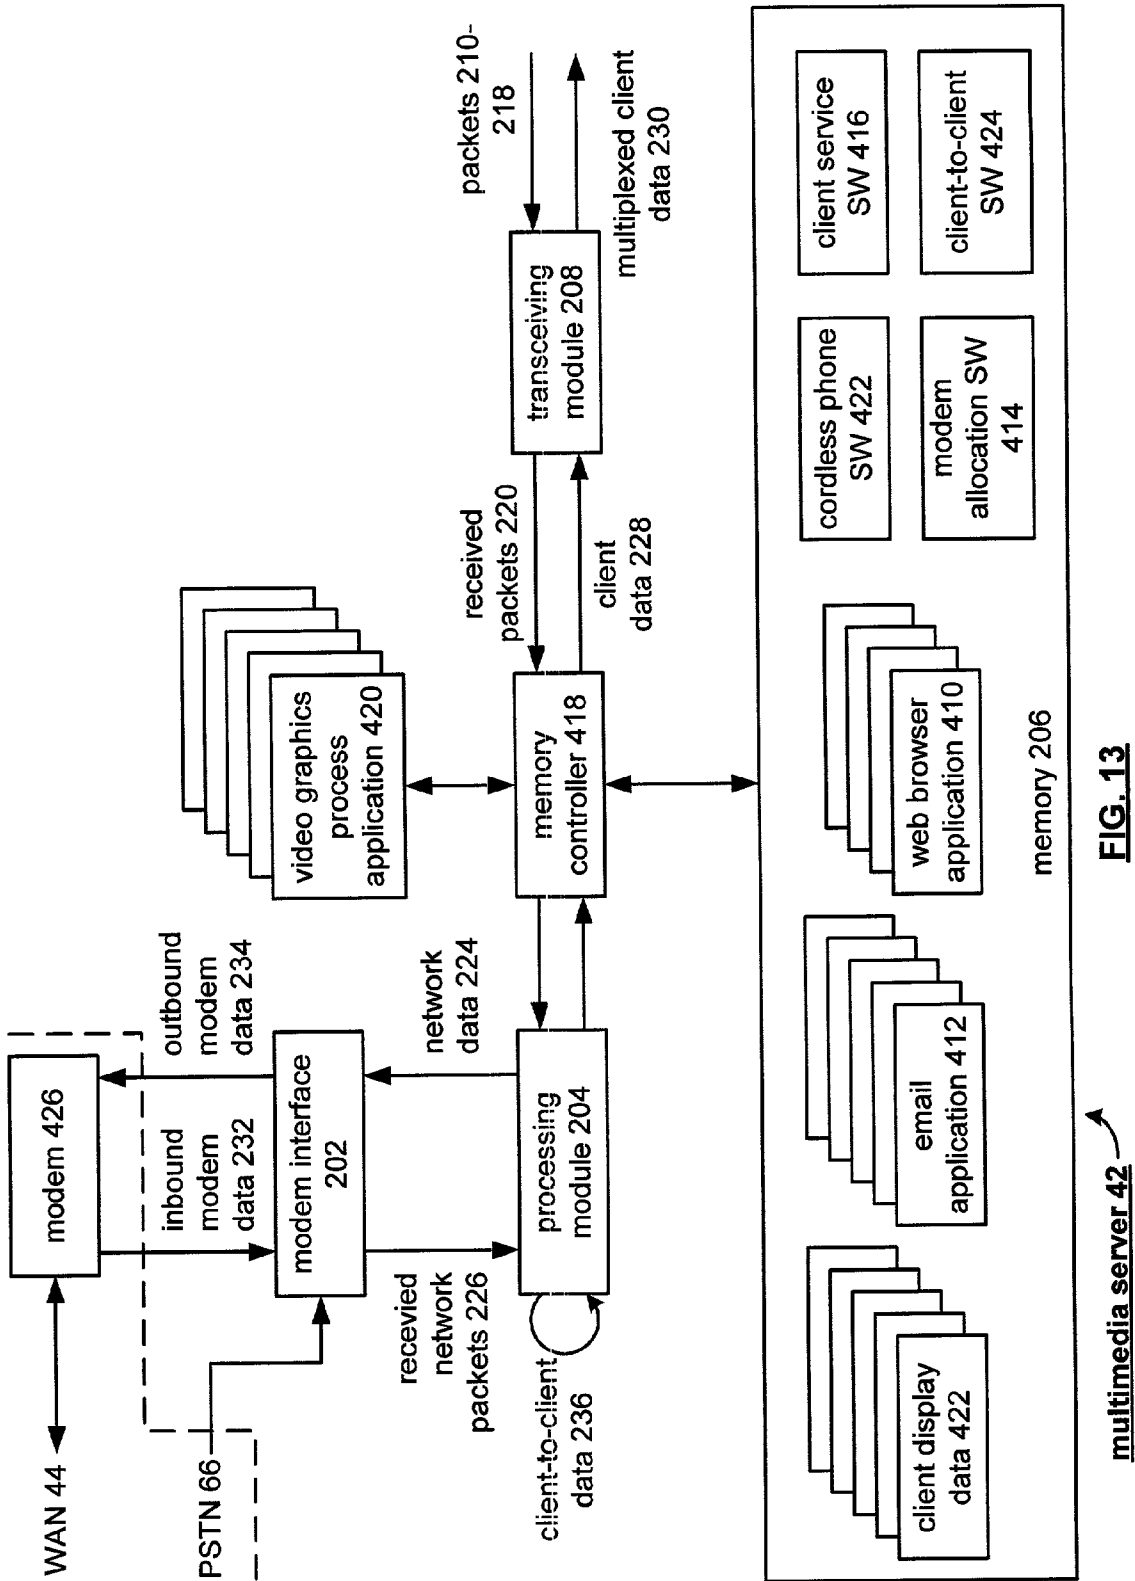 WAN 44
modem 426
PSTN 66
inbound
modem
data 232
outbound
modem
data 234
modem interface
202
recevied
network
packets 226
network
data 224
client-to-client
data 236
processing
module 204
video graphics
process
application 420
memory
controller 418
received
packets 220
client
data 228
transceiving
module 208
packets 210-
218
multiplexed client
data 230
client display
data 422
email
application 412
web browser
application 410
cordless phone
SW 422
client service
SW 416
modem
allocation SW
414
client-to-client
SW 424
memory 206
multimedia server 42
FIG. 13